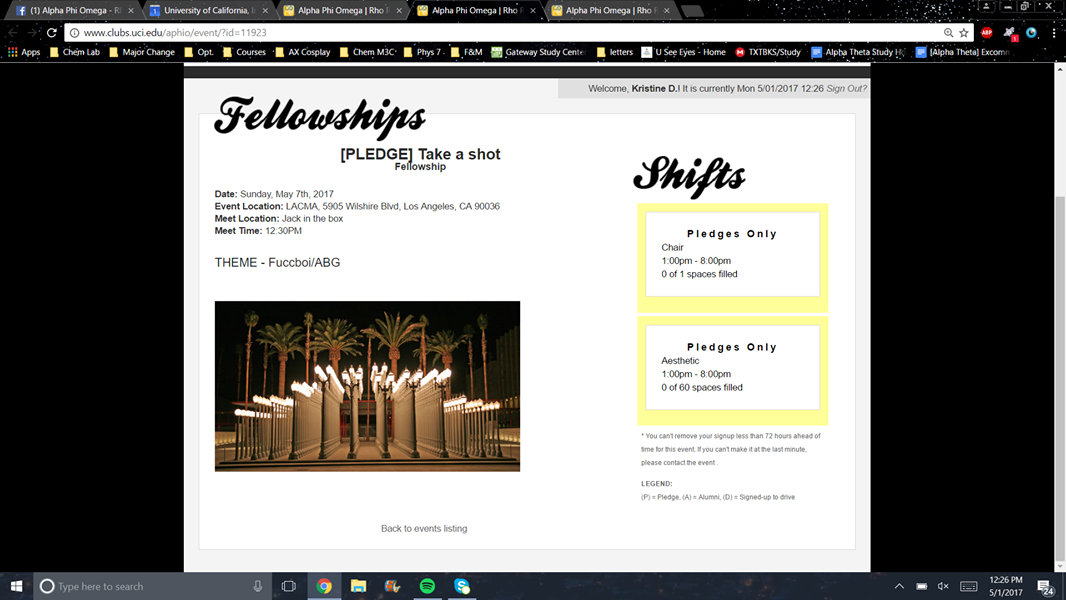 (1) Alpha Phi Omega - R
University of California, I
Alpha Phi Omega | Rho P
Alpha Phi Omega | Rho P
Alpha Phi Omega | Rho P
www.clubs.uci.edu/aphio/event/?id=11923
Apps
Chem Lab
Major Change
Opt.
Courses
AX Cosplay
Chem M3C
Phys 7
F&M
Gateway Study Cente
letters
U See Eyes - Home
TXTBKS/Study
Alpha Theta Study H
[Alpha Theta] Excomm
Welcome, Kristine D.! It is currently Mon 5/01/2017 12:26 Sign Out?
Fellowships
[PLEDGE] Take a shot
Fellowship
Date: Sunday, May 7th, 2017
Event Location: LACMA, 5905 Wilshire Blvd, Los Angeles, CA 90036
Meet Location: Jack in the box
Meet Time: 12:30PM
THEME - Fuccboi/ABG
Back to events listing
Shifts
Pledges Only
Chair
1:00pm - 8:00pm
0 of 1 spaces filled
Pledges Only
Aesthetic
1:00pm - 8:00pm
0 of 60 spaces filled
* You can't remove your signup less than 72 hours ahead of
time for this event. If you can't make it at the last minute,
please contact the event .
LEGEND:
(P) = Pledge, (A) = Alumni, (D) = Signed-up to drive
Type here to search
12:26 PM
5/1/2017
24